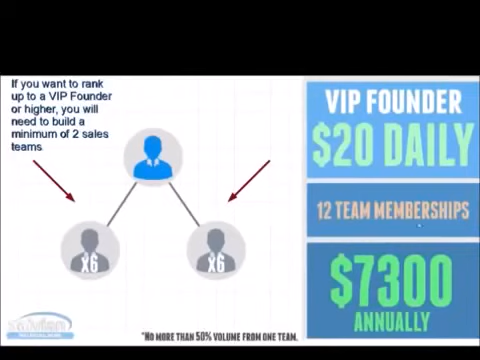 If you want to rank
up to a VIP Founder
or higher, you will
need to build a
minimum of 2 sales
teams
VIP FOUNDER
$20 DAILY
12 TEAM MEMBERSHIPS
X6
X6
$7300
ANNUALLY
*NO MORE THAN 50% VOLUME FROM ONE TEAM.